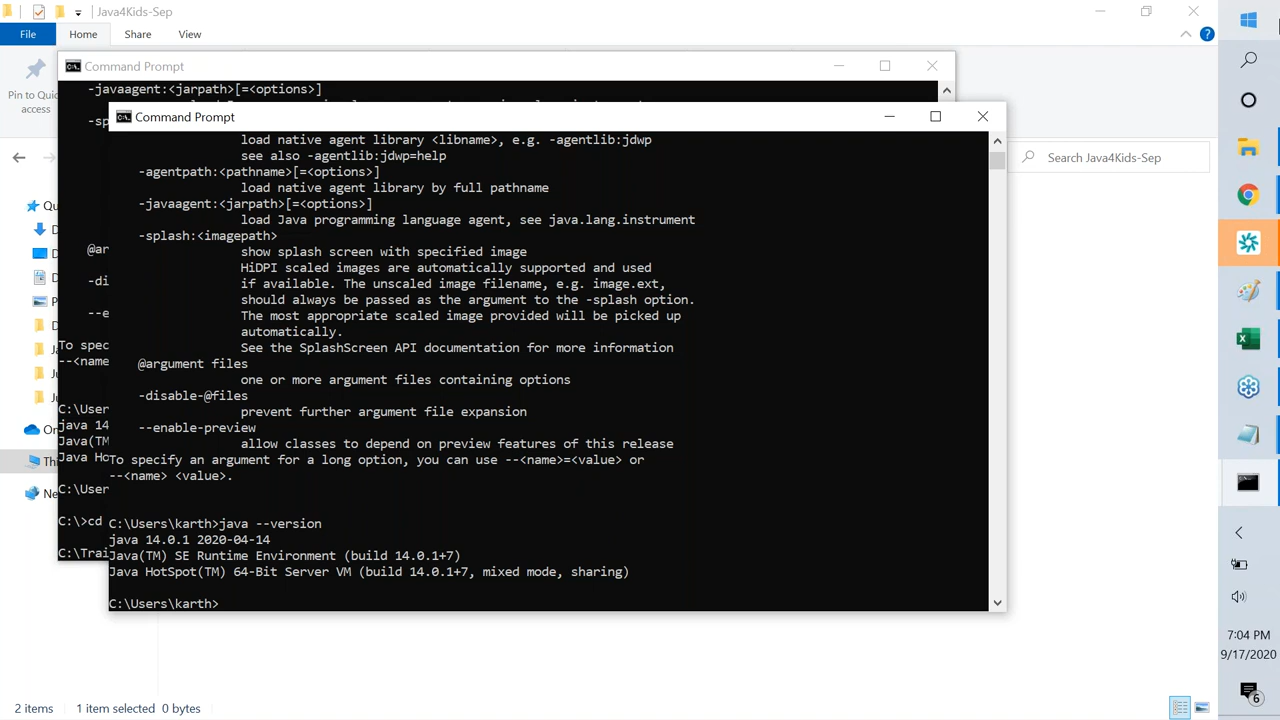 Java4Kids-Sep
File
Home
Share
View
Pin to Quic
access
Search Java4Kids-Sep
Qu
D
D
D
P
D
Ja
Ju
Ju
On
Thi
Ne
Command Prompt
-javaagent:<jarpath>[=<options>]
-sp
@ar
-di
--e
To spec
--<name
C:\User
java 14
Java(TM
Java Ho
C:\User
C:\>cd
C:\Trai
Command Prompt
load native agent library <libname>, e.g. -agentlib:jdwp
see also -agentlib:jdwp=help
-agentpath:<pathname>[=<options>]
load native agent library by full pathname
-javaagent:<jarpath>[=<options>]
load Java programming language agent, see java.lang.instrument
-splash:<imagepath>
show splash screen with specified image
HiDPI scaled images are automatically supported and used
if available. The unscaled image filename, e.g. image.ext,
should always be passed as the argument to the -splash option.
The most appropriate scaled image provided will be picked up
automatically.
See the SplashScreen API documentation for more information
@argument files
one or more argument files containing options
-disable-@files
prevent further argument file expansion
--enable-preview
allow classes to depend on preview features of this release
To specify an argument for a long option, you can use --<name>=<value> or
--<name> <value>.
C:\Users\karth>java --version
java 14.0.1 2020-04-14
Java(TM) SE Runtime Environment (build 14.0.1+7)
Java HotSpot(TM) 64-Bit Server VM (build 14.0.1+7, mixed mode, sharing)
C:\Users\karth>
2 items
1 item selected 0 bytes
7:04 PM
9/17/2020
6